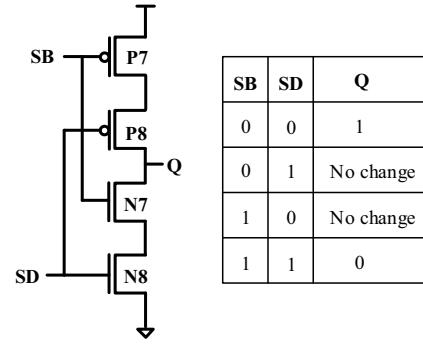 SB
P7
P8
Q
N7
SD
N8
SB SD Q
0 0 1
0 1 No change
1 0 No change
1 1 0